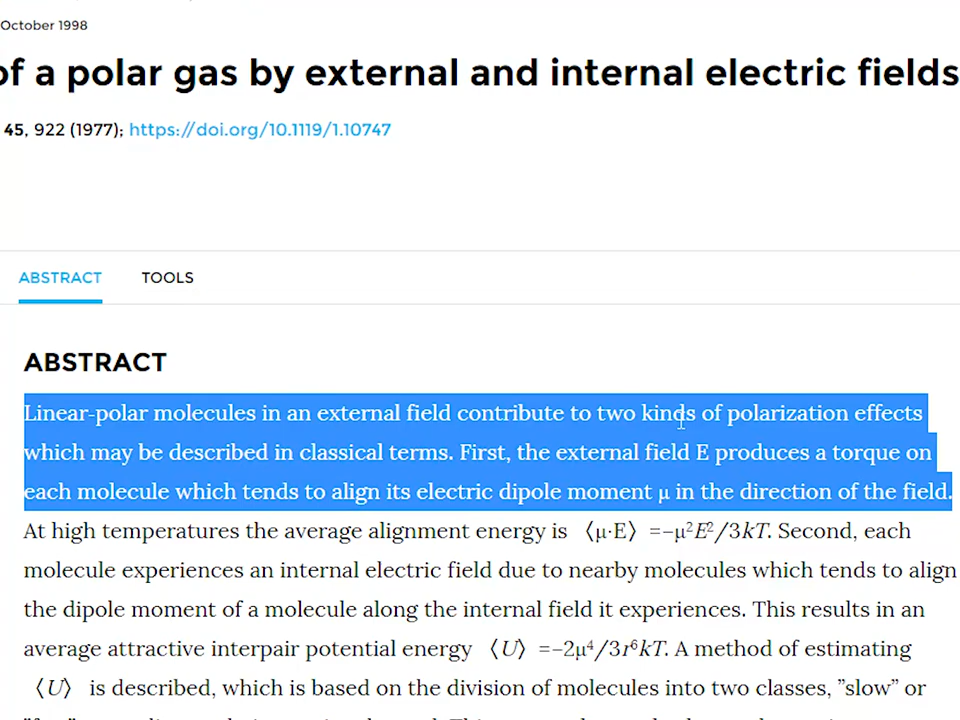 October 1998
of a polar gas by external and internal electric fields
45, 922 (1977); https://doi.org/10.1119/1.10747
ABSTRACT TOOLS
ABSTRACT
Linear-polar molecules in an external field contribute to two kinds of polarization effects
which may be described in classical terms. First, the external field E produces a torque on
each molecule which tends to align its electric dipole moment μ in the direction of the field.
At high temperatures the average alignment energy is 〈μ·E〉 =−μ²E²/3kT. Second, each
molecule experiences an internal electric field due to nearby molecules which tends to align
the dipole moment of a molecule along the internal field it experiences. This results in an
average attractive interpair potential energy 〈U〉 =−2μ⁴/3r⁶kT. A method of estimating
〈U〉 is described, which is based on the division of molecules into two classes, ”slow” or